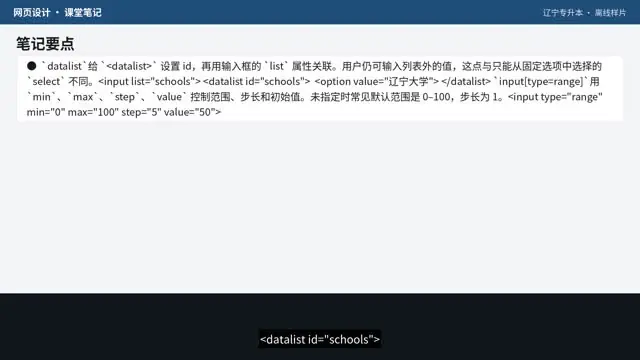 网页设计 • 课堂笔记
辽宁专升本 • 离线样片
笔记要点
● `datalist`给 `<datalist>` 设置 id，再用输入框的 `list` 属性关联。用户仍可输入列表外的值，这点与只能从固定选项中选择的
`select` 不同。<input list="schools"> <datalist id="schools">  <option value="辽宁大学"> </datalist> `input[type=range]`用
`min`、`max`、`step`、`value` 控制范围、步长和初始值。未指定时常见默认范围是 0–100，步长为 1。<input type="range"
min="0" max="100" step="5" value="50">
<datalist id="schools">